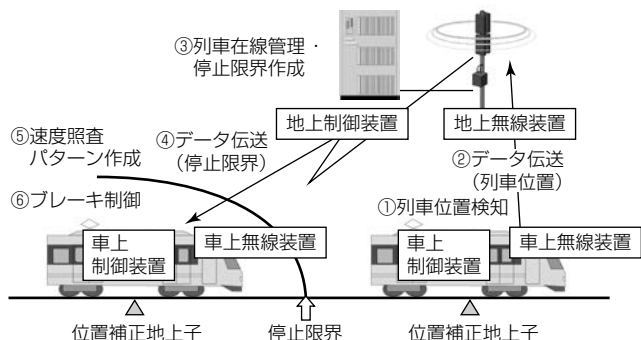 ③列車在線管理・
停止限界作成
地上制御装置
地上無線装置
⑤速度照査
パターン作成
④データ伝送
(停止限界)
②データ伝送
(列車位置)
⑥ブレーキ制御
①列車位置検知
車上
制御装置
車上無線装置
車上
制御装置
車上無線装置
位置補正地上子
停止限界
位置補正地上子